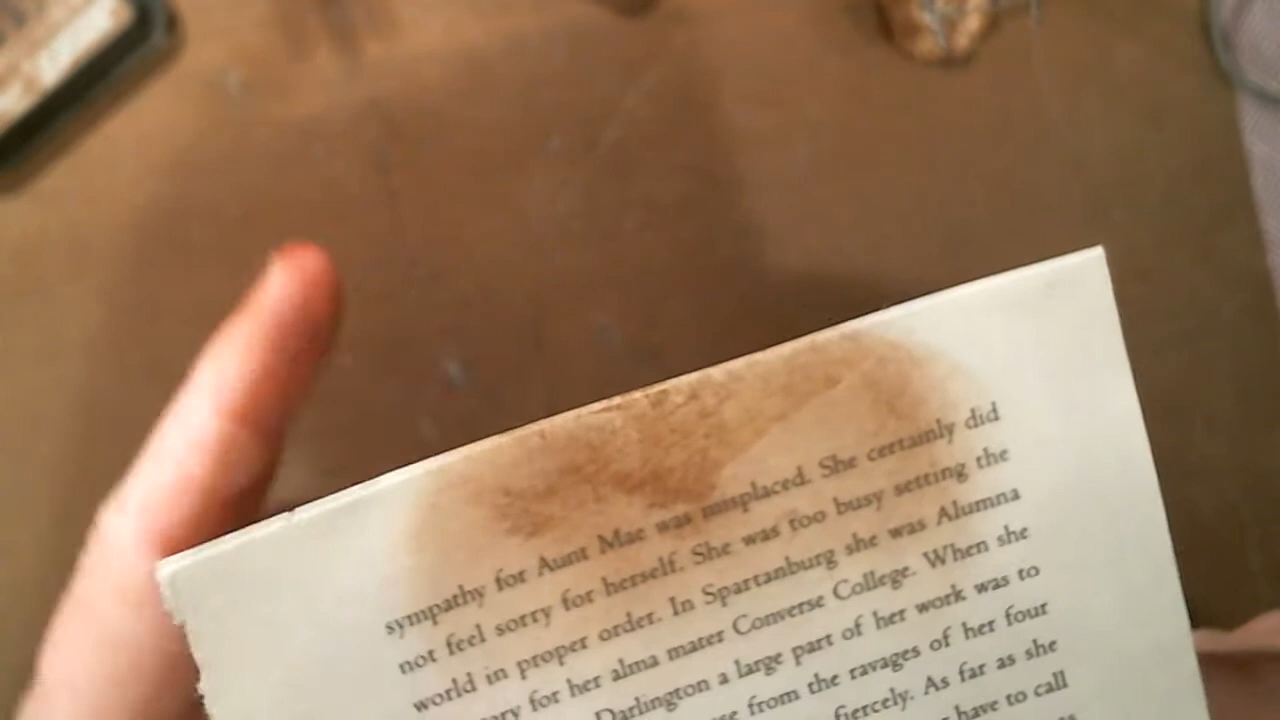 sympathy for Aunt Mae was misplaced. She certainly did
not feel sorry for herself. She was too busy setting the
world in proper order. In Spartanburg she was Alumna
for her alma mater Converse College. When she
Darlington a large part of her work was to
from the ravages of her four
fiercely. As far as she
have to call